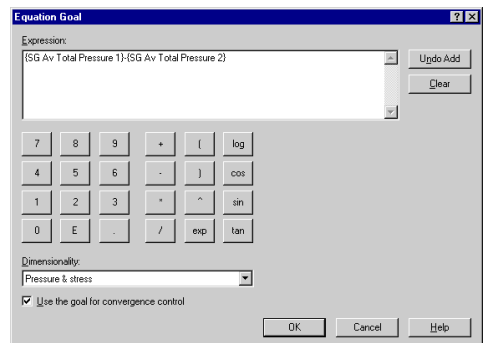 Equation Goal
Expression:
{SG Av Total Pressure 1}-{SG Av Total Pressure 2}
Undo Add
Clear
7 8 9 + ( log
4 5 6 - ) cos
1 2 3 * ^ sin
0 E . / exp tan
Dimensionality:
Pressure & stress
Use the goal for convergence control
OK Cancel Help